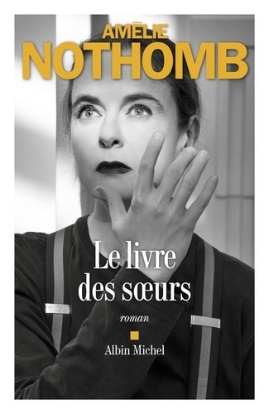 AMÉLIE
NOTHOMB
Le livre
des sœurs
roman
Albin Michel